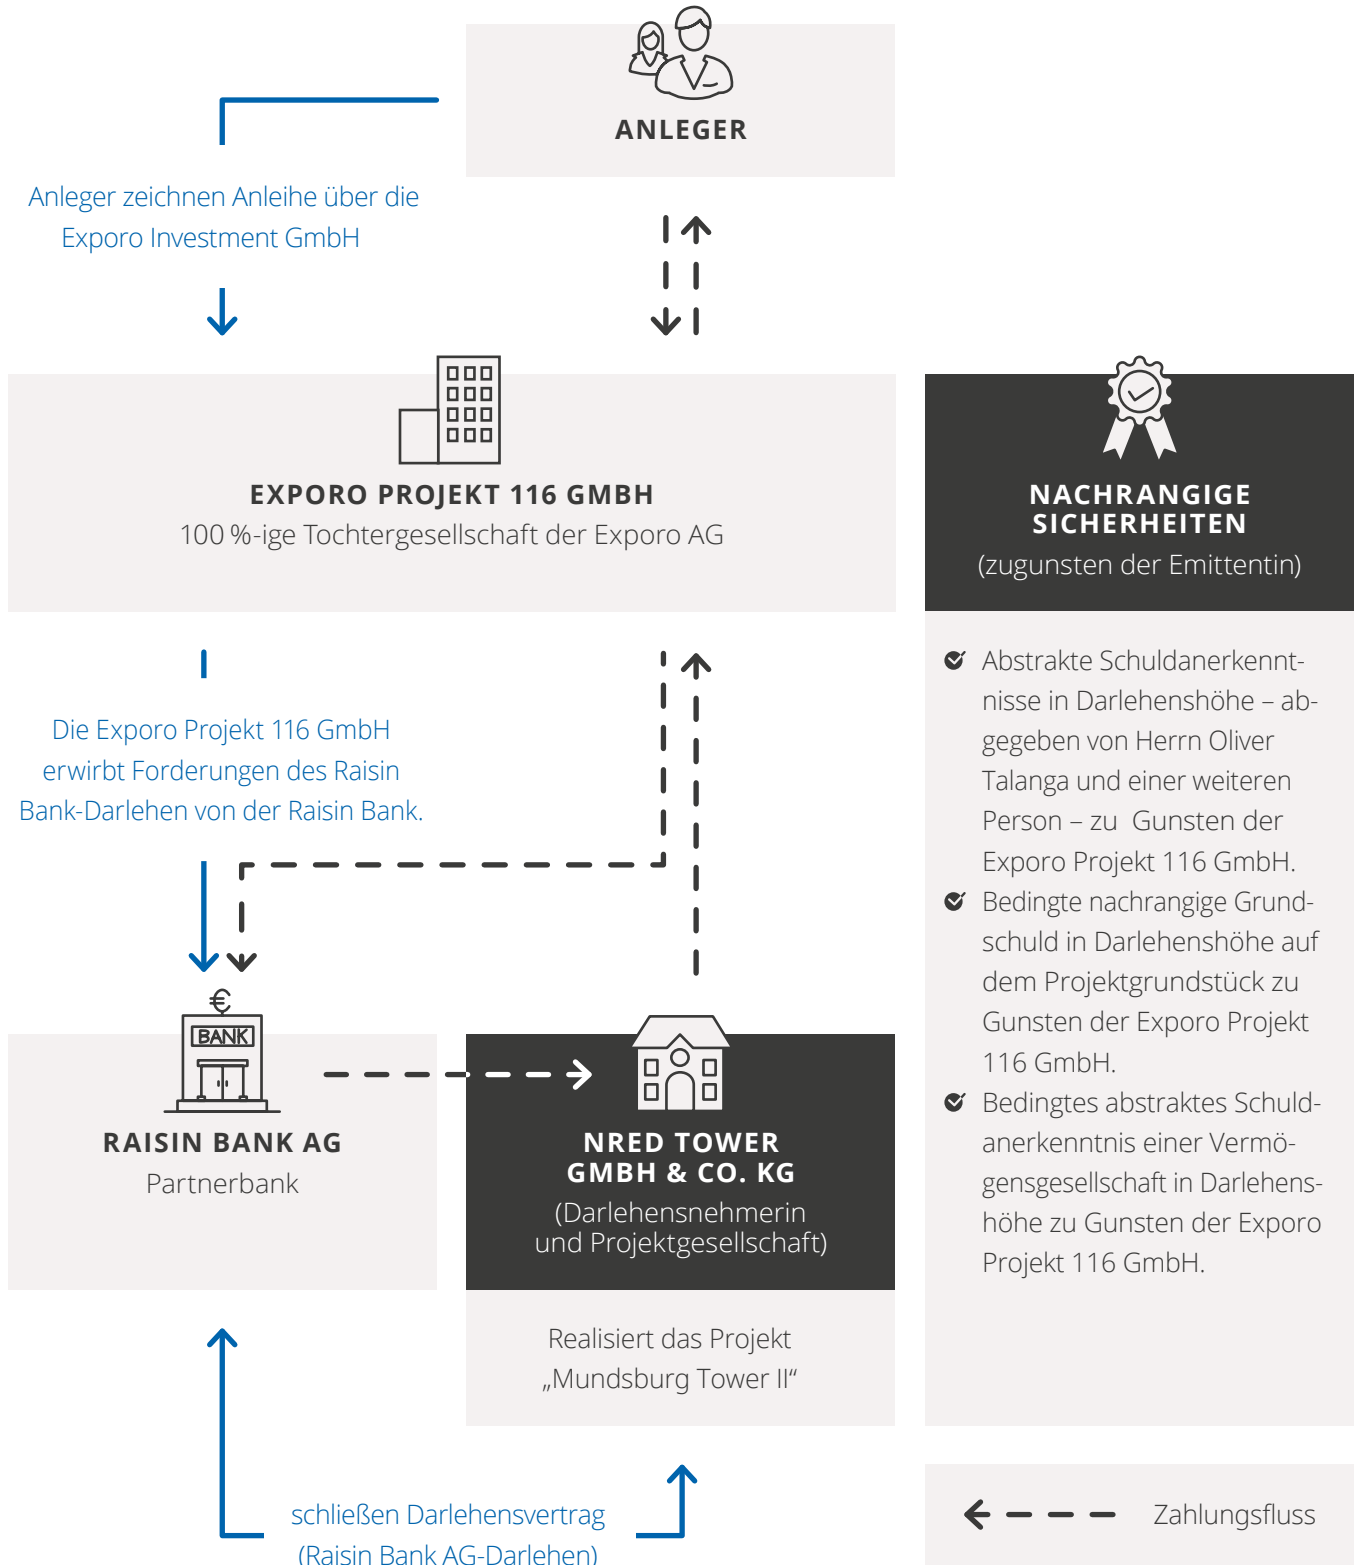 ANLEGER
Anleger zeichnen Anleihe über die
Exporo Investment GmbH
EXPORO PROJEKT 116 GMBH
100 %-ige Tochtergesellschaft der Exporo AG
NACHRANGIGE
SICHERHEITEN
(zugunsten der Emittentin)
Abstrakte Schuldanerkennt-
nisse in Darlehenshöhe – ab-
gegeben von Herrn Oliver
Talanga und einer weiteren
Person – zu Gunsten der
Exporo Projekt 116 GmbH.
Bedingte nachrangige Grund-
schuld in Darlehenshöhe auf
dem Projektgrundstück zu
Gunsten der Exporo Projekt
116 GmbH.
Bedingtes abstraktes Schuld-
anerkenntnis einer Vermö-
gensgesellschaft in Darlehens-
höhe zu Gunsten der Exporo
Projekt 116 GmbH.
Die Exporo Projekt 116 GmbH
erwirbt Forderungen des Raisin
Bank-Darlehen von der Raisin Bank.
€
BANK
RAISIN BANK AG
Partnerbank
NRED TOWER
GMBH & CO. KG
(Darlehensnehmerin
und Projektgesellschaft)
Realisiert das Projekt
„Mundsburg Tower II“
schließen Darlehensvertrag
(Raisin Bank AG-Darlehen)
Zahlungsfluss